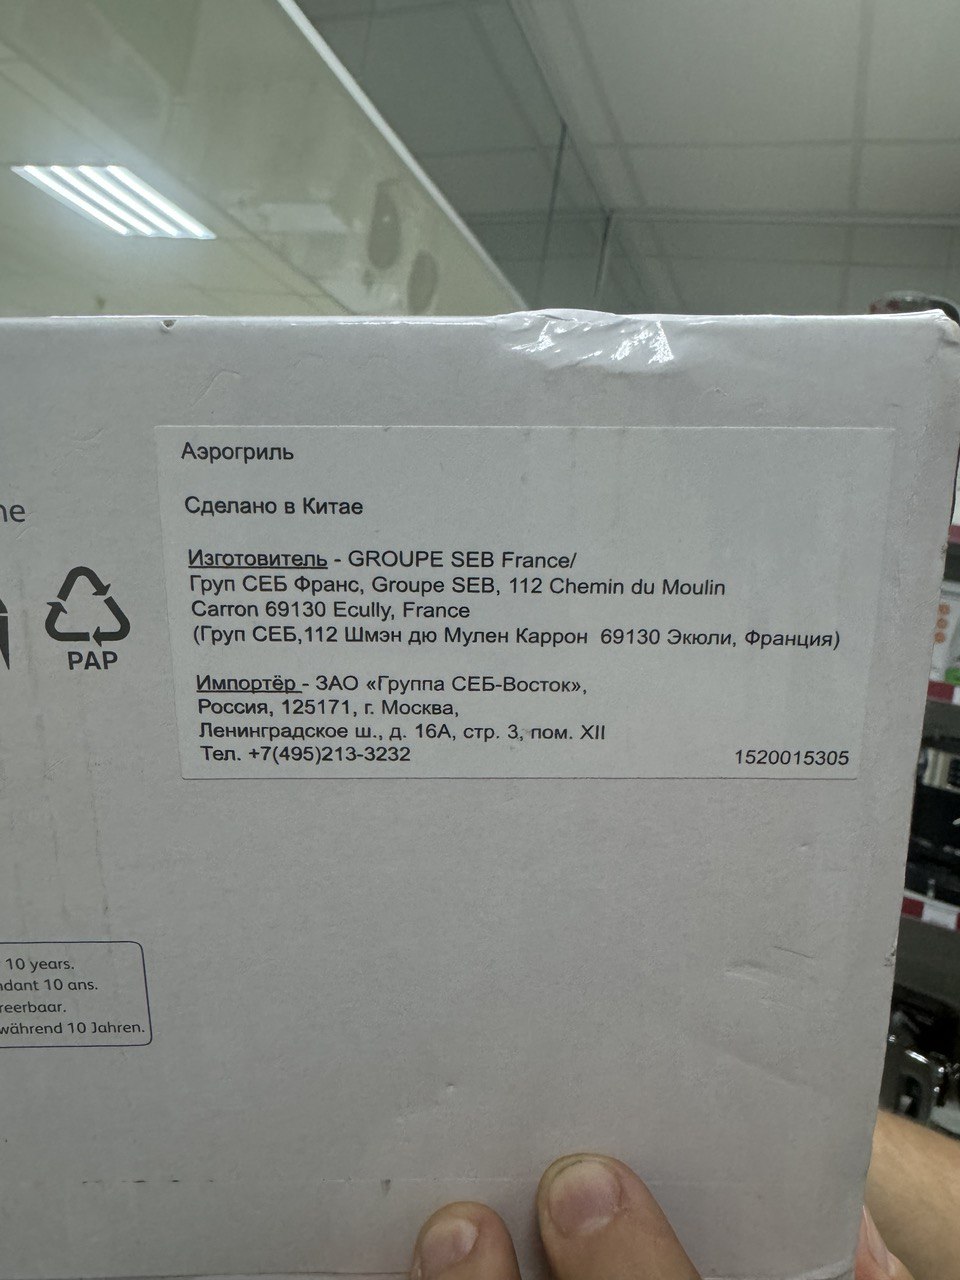 Аэрогриль
Сделано в Китае
Изготовитель - GROUPE SEB France/
Груп СЕБ Франс, Groupe SEB, 112 Chemin du Moulin
Carron 69130 Ecully, France
(Груп СЕБ,112 Шмэн дю Мулен Каррон 69130 Экюли, Франция)
Импортёр - ЗАО «Группа СЕБ-Восток»,
Россия, 125171, г. Москва,
Ленинградское ш., д. 16А, стр. 3, пом. XII
Тел. +7(495)213-3232
1520015305
PAP
10 years.
10 ans.
während 10 Jahren.